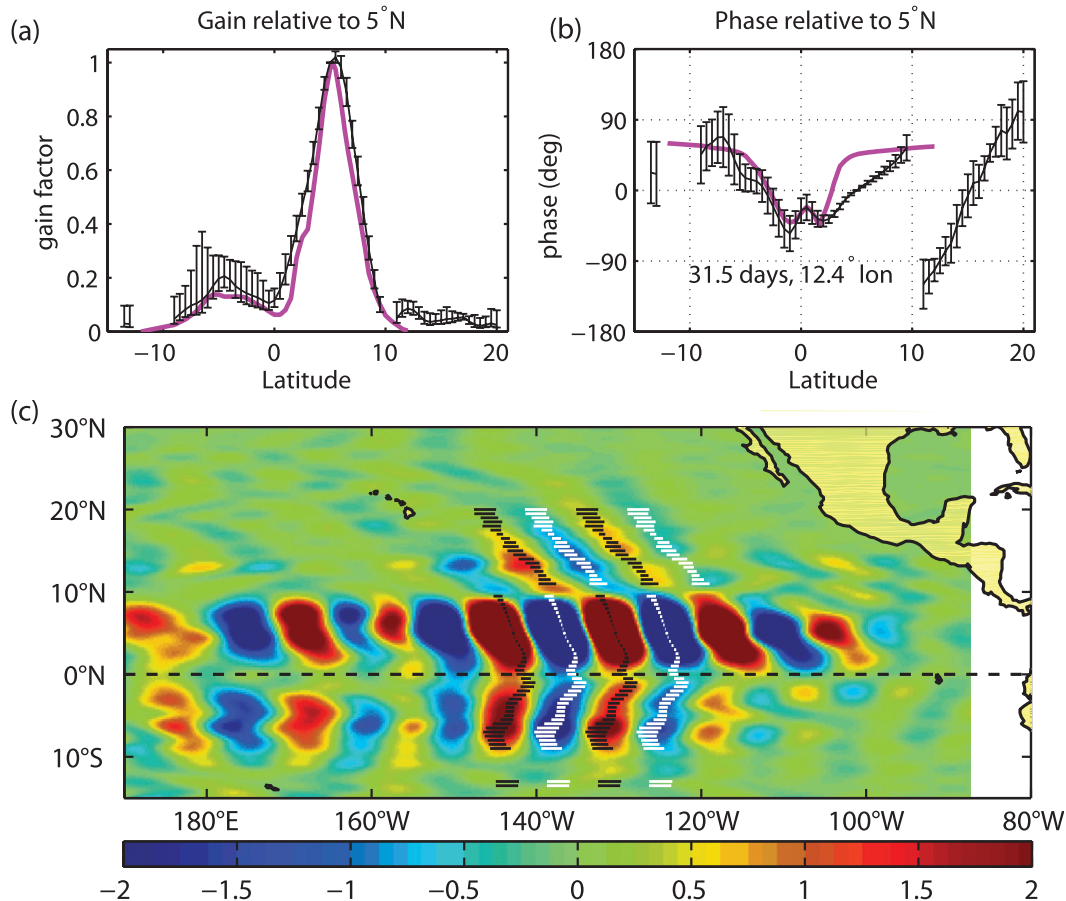 (a)
Gain relative to 5°N
1
0.8
0.6
0.4
0.2
0
gain factor
−10
0
10
20
Latitude
(b)
Phase relative to 5°N
180
90
0
−90
−180
phase (deg)
31.5 days, 12.4° lon
−10
0
10
20
Latitude
(c)
30°N
20°N
10°N
0°N
10°S
180°E 160°W 140°W 120°W 100°W 80°W
−2 −1.5 −1 −0.5 0 0.5 1 1.5 2